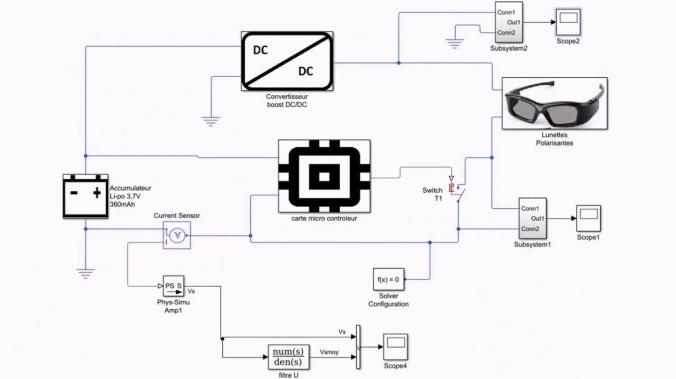 DC
DC
Convertisseur
boost DC/DC
Conn1
Out1
Conn2
Subsystem2
Scope2
Lunettes
Polarisantes
Accumulateur
Li-po 3,7V
360mAh
carte micro controleur
PS
Switch
T1
Current Sensor
I
Conn1
Out1
Conn2
Subsystem1
Scope1
f(x) = 0
Solver
Configuration
PS S
Vs
Phys-Simu
Amp1
Vs
num(s)
den(s)
Vsmoy
filtre U
Scope4